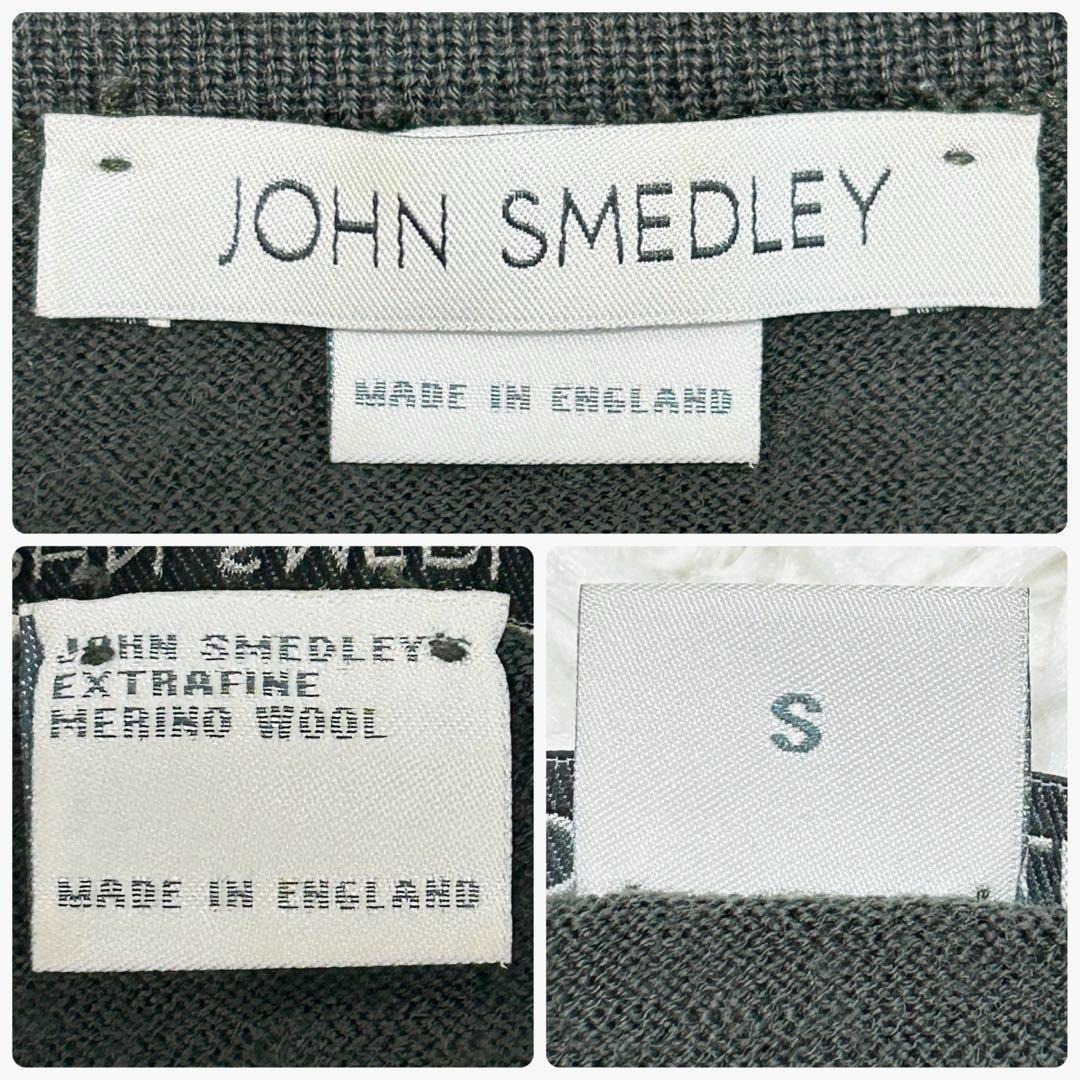 JOHN SMEDLEY
MADE IN ENGLAND
JOHN SMEDLEY'S
EXTRAFINE
MERINO WOOL
MADE IN ENGLAND
S